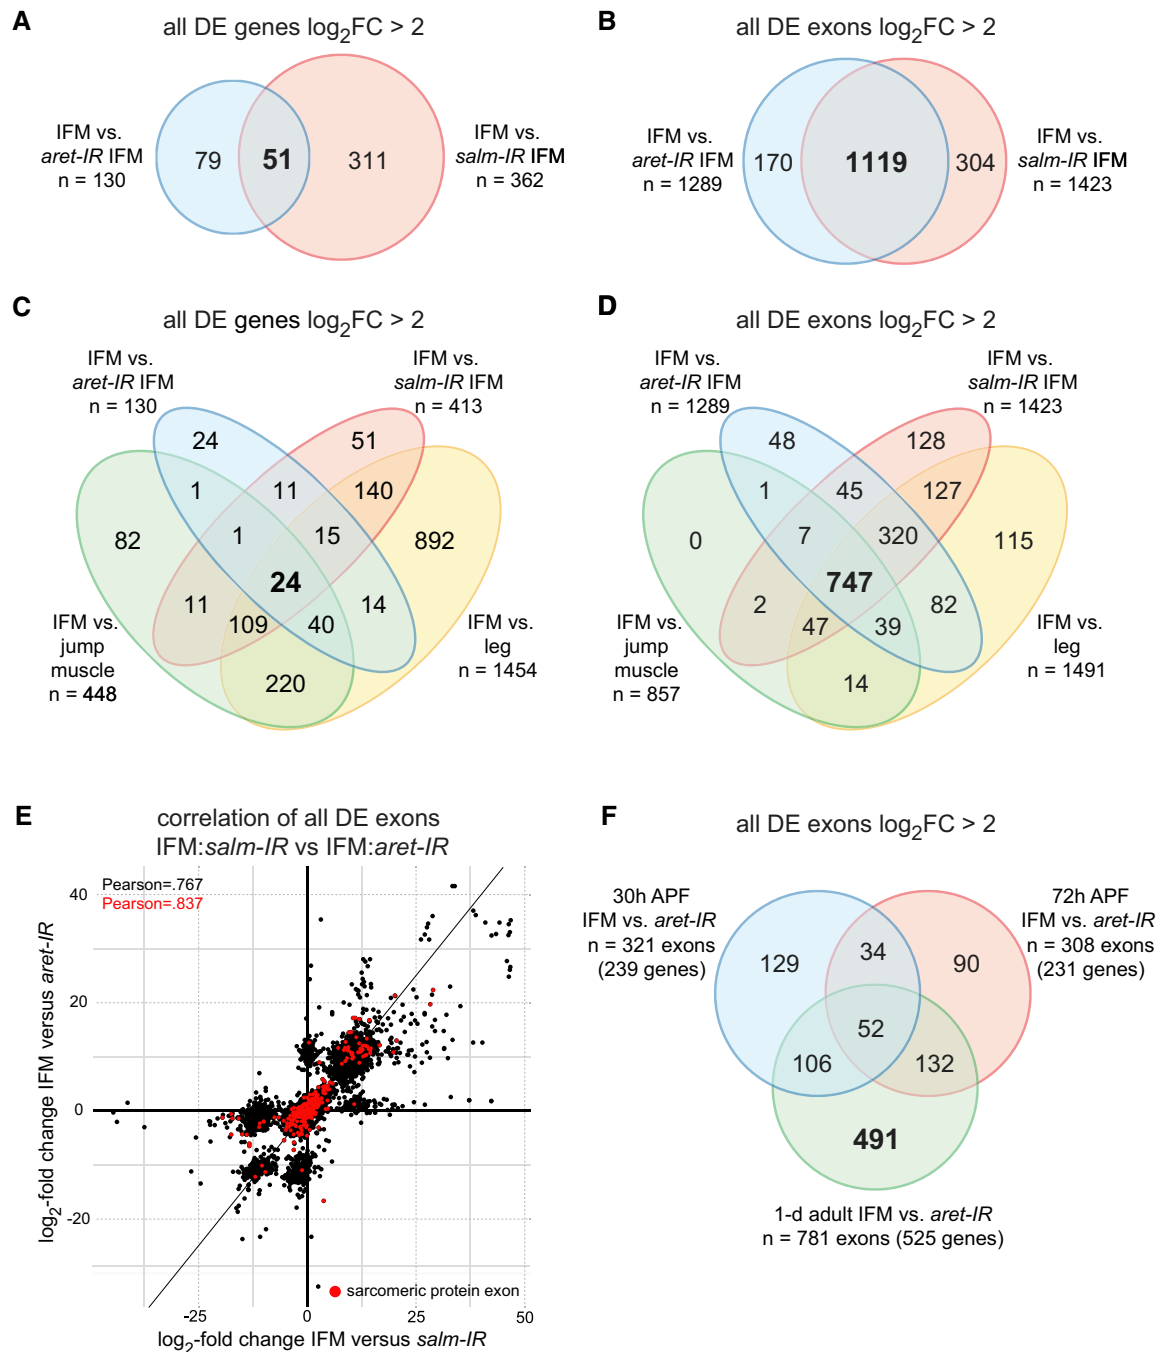 A
all DE genes log2FC > 2
IFM vs.
aret-IR IFM
n = 130
79
51
311
IFM vs.
salm-IR IFM
n = 362
B
all DE exons log2FC > 2
IFM vs.
aret-IR IFM
n = 1289
170
1119
304
IFM vs.
salm-IR IFM
n = 1423
C
all DE genes log2FC > 2
IFM vs.
aret-IR IFM
n = 130
IFM vs.
salm-IR IFM
n = 413
24
51
1
11
140
82
1
15
892
24
11
109
40
14
220
IFM vs.
jump
muscle
n = 448
IFM vs.
leg
n = 1454
D
all DE exons log2FC > 2
IFM vs.
aret-IR IFM
n = 1289
IFM vs.
salm-IR IFM
n = 1423
48
128
1
45
127
0
7
320
115
747
2
47
39
82
14
IFM vs.
jump
muscle
n = 857
IFM vs.
leg
n = 1491
E
correlation of all DE exons
IFM:salm-IR vs IFM:aret-IR
Pearson=.767
Pearson=.837
40
20
0
-20
log2-fold change IFM versus aret-IR
sarcomeric protein exon
-25
0
25
50
log2-fold change IFM versus salm-IR
F
all DE exons log2FC > 2
30h APF
IFM vs. aret-IR
n = 321 exons
(239 genes)
72h APF
IFM vs. aret-IR
n = 308 exons
(231 genes)
129
34
90
52
106
132
491
1-d adult IFM vs. aret-IR
n = 781 exons (525 genes)